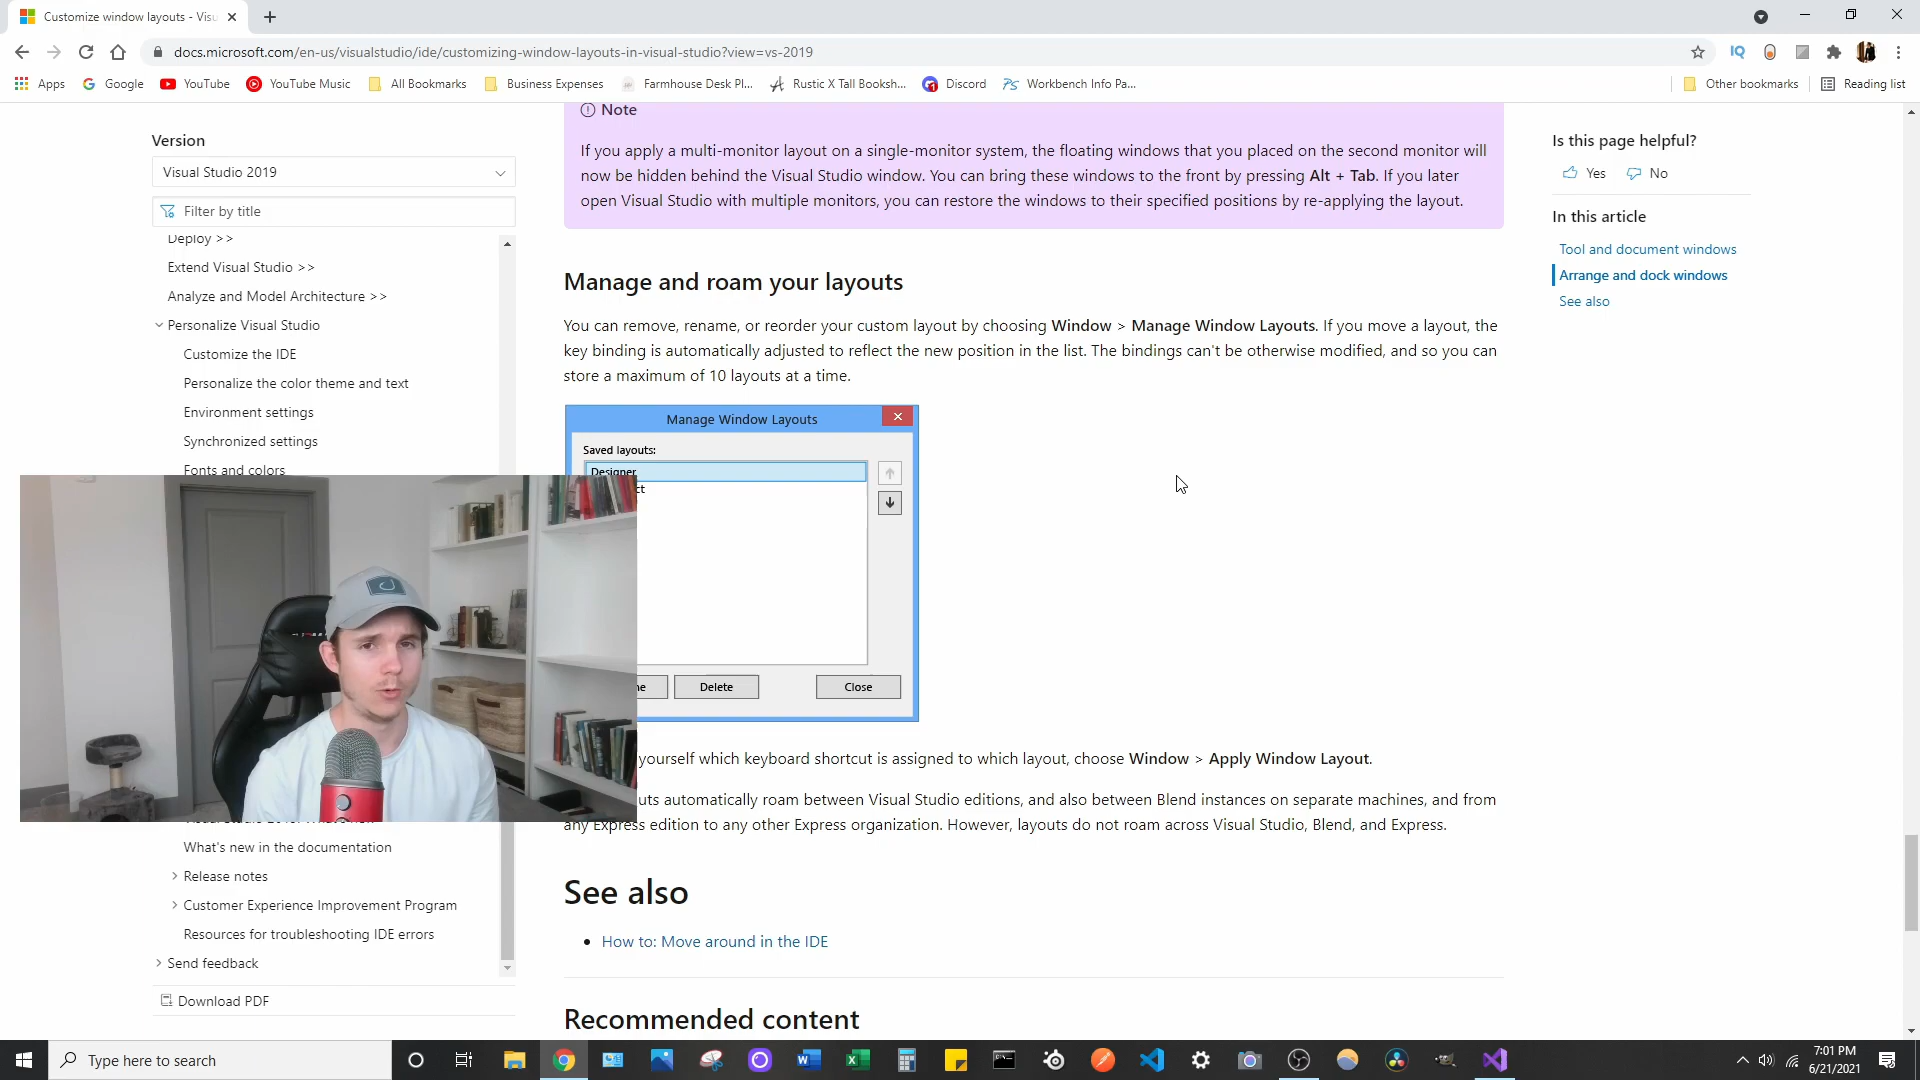 Customize window layouts - Visu
docs.microsoft.com/en-us/visualstudio/ide/customizing-window-layouts-in-visual-studio?view=vs-2019
Apps Google YouTube YouTube Music All Bookmarks Business Expenses Farmhouse Desk Pl... Rustic X Tall Booksh... Discord Workbench Info Pa... Other bookmarks Reading list
Version
Visual Studio 2019
Filter by title
Deploy >>
Extend Visual Studio >>
Analyze and Model Architecture >>
Personalize Visual Studio
Customize the IDE
Personalize the color theme and text
Environment settings
Synchronized settings
Fonts and colors
What's new in the documentation
Release notes
Customer Experience Improvement Program
Resources for troubleshooting IDE errors
Send feedback
Download PDF
Note
If you apply a multi-monitor layout on a single-monitor system, the floating windows that you placed on the second monitor will
now be hidden behind the Visual Studio window. You can bring these windows to the front by pressing Alt + Tab. If you later
open Visual Studio with multiple monitors, you can restore the windows to their specified positions by re-applying the layout.
Manage and roam your layouts
You can remove, rename, or reorder your custom layout by choosing Window > Manage Window Layouts. If you move a layout, the
key binding is automatically adjusted to reflect the new position in the list. The bindings can't be otherwise modified, and so you can
store a maximum of 10 layouts at a time.
Manage Window Layouts
Saved layouts:
Designer
ct
me Delete Close
yourself which keyboard shortcut is assigned to which layout, choose Window > Apply Window Layout.
uts automatically roam between Visual Studio editions, and also between Blend instances on separate machines, and from
any Express edition to any other Express organization. However, layouts do not roam across Visual Studio, Blend, and Express.
See also
How to: Move around in the IDE
Recommended content
Is this page helpful?
Yes No
In this article
Tool and document windows
Arrange and dock windows
See also
Type here to search
7:01 PM
6/21/2021